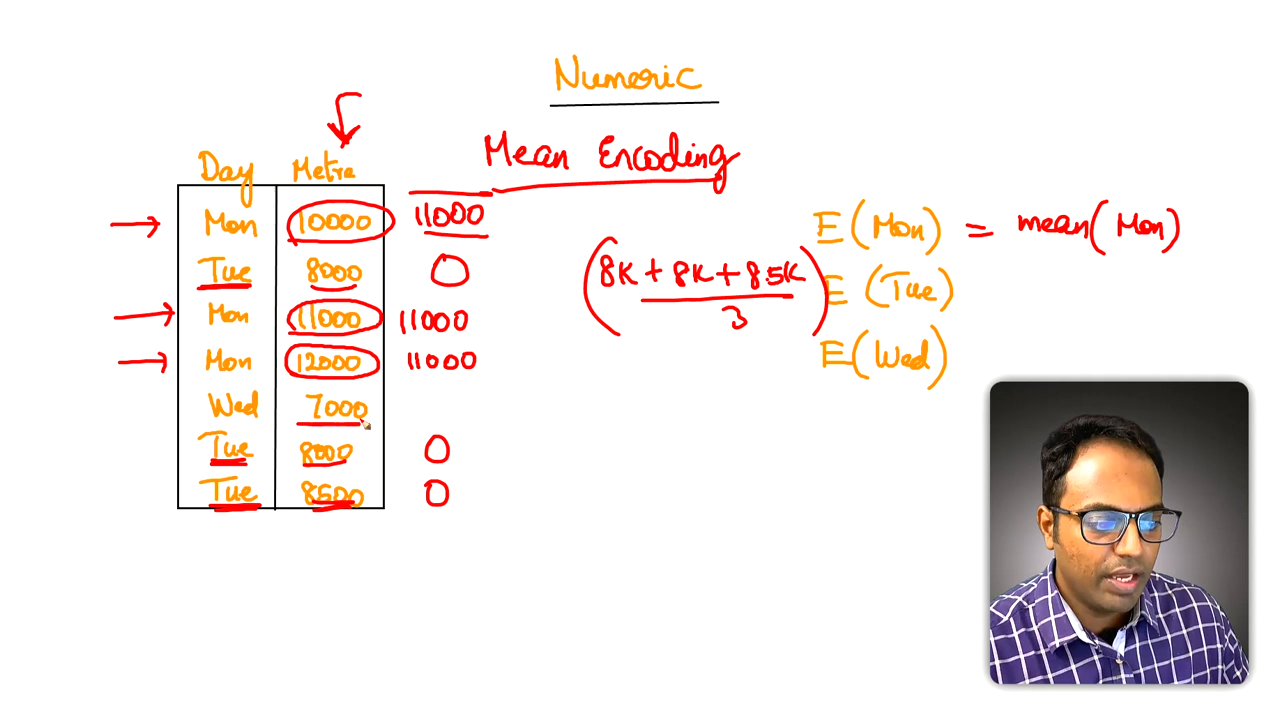 Numeric
Mean Encoding
Day Metre
Mon 10000 11000
Tue 8000 0
Mon 11000 11000
Mon 12000 11000
Wed 7000
Tue 8000 0
Tue 8500 0
E(Mon) = mean(Mon)
(8K + 8K + 8.5K / 3) E(Tue)
E(Wed)